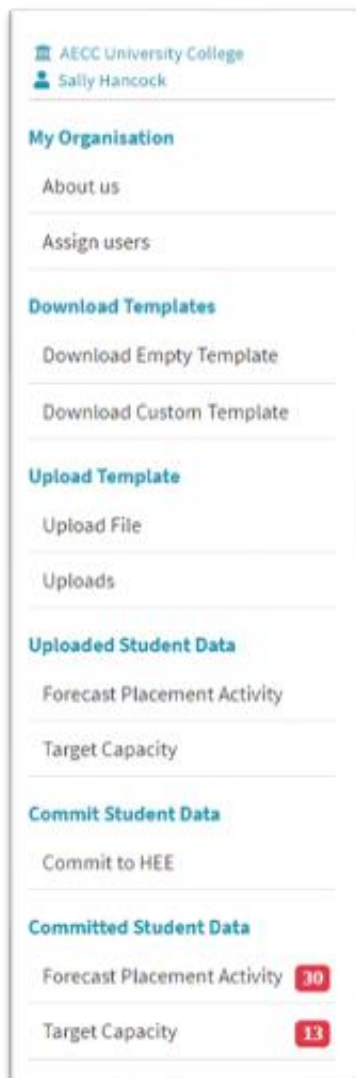 AECC University College
Sally Hancock
My Organisation
About us
Assign users
Download Templates
Download Empty Template
Download Custom Template
Upload Template
Upload File
Uploads
Uploaded Student Data
Forecast Placement Activity
Target Capacity
Commit Student Data
Commit to HEE
Committed Student Data
Forecast Placement Activity 30
Target Capacity 13